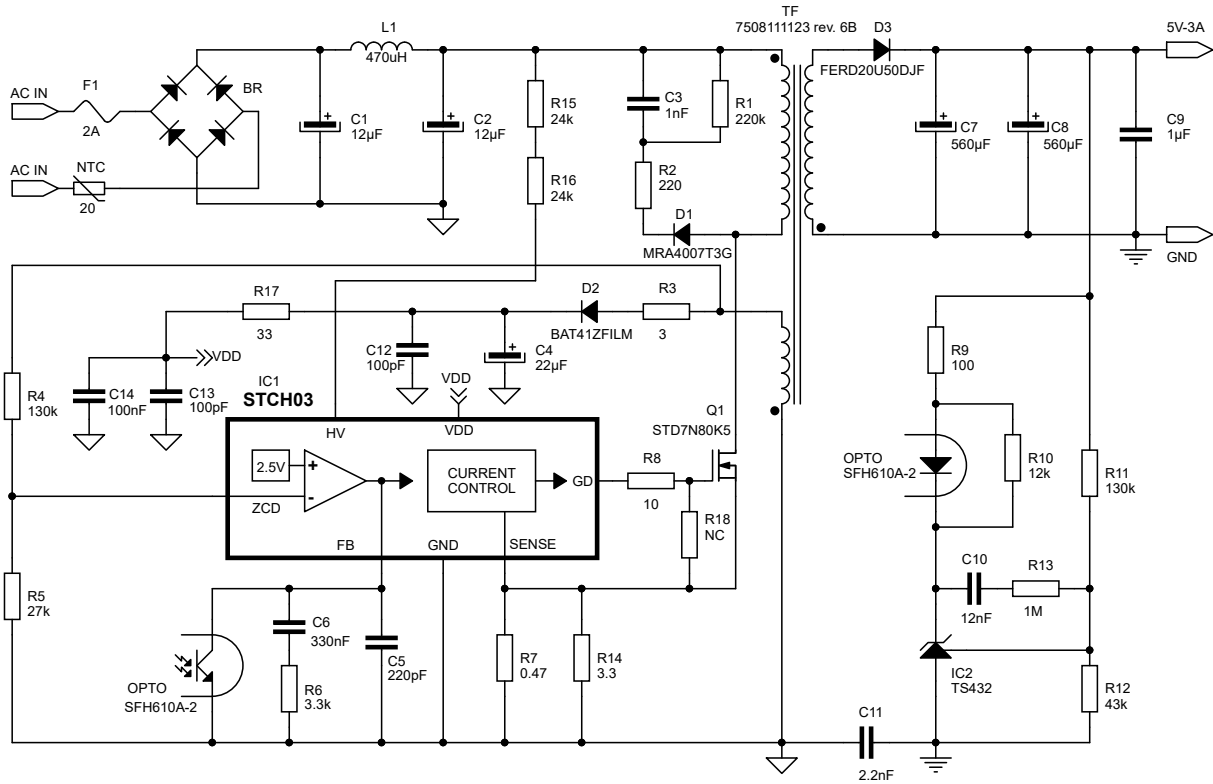 TF
7508111123 rev. 6B
L1
470uH
D3
FERD20U50DJF
5V-3A
AC IN
F1
2A
BR
C1
12µF
C2
12µF
R15
24k
C3
1nF
R1
220k
C7
560µF
C8
560µF
C9
1µF
AC IN
NTC
20
R16
24k
R2
220
D1
MRA4007T3G
GND
R17
33
D2
BAT41ZFILM
R3
3
VDD
C12
100pF
C4
22µF
R9
100
R4
130k
C14
100nF
C13
100pF
IC1
STCH03
VDD
HV
VDD
Q1
STD7N80K5
2.5V
+
-
ZCD
CURRENT
CONTROL
GD
R8
10
OPTO
SFH610A-2
R10
12k
R11
130k
FB
GND
SENSE
R18
NC
R5
27k
C10
12nF
R13
1M
C6
330nF
C5
220pF
R7
0.47
R14
3.3
OPTO
SFH610A-2
R6
3.3k
IC2
TS432
R12
43k
C11
2.2nF